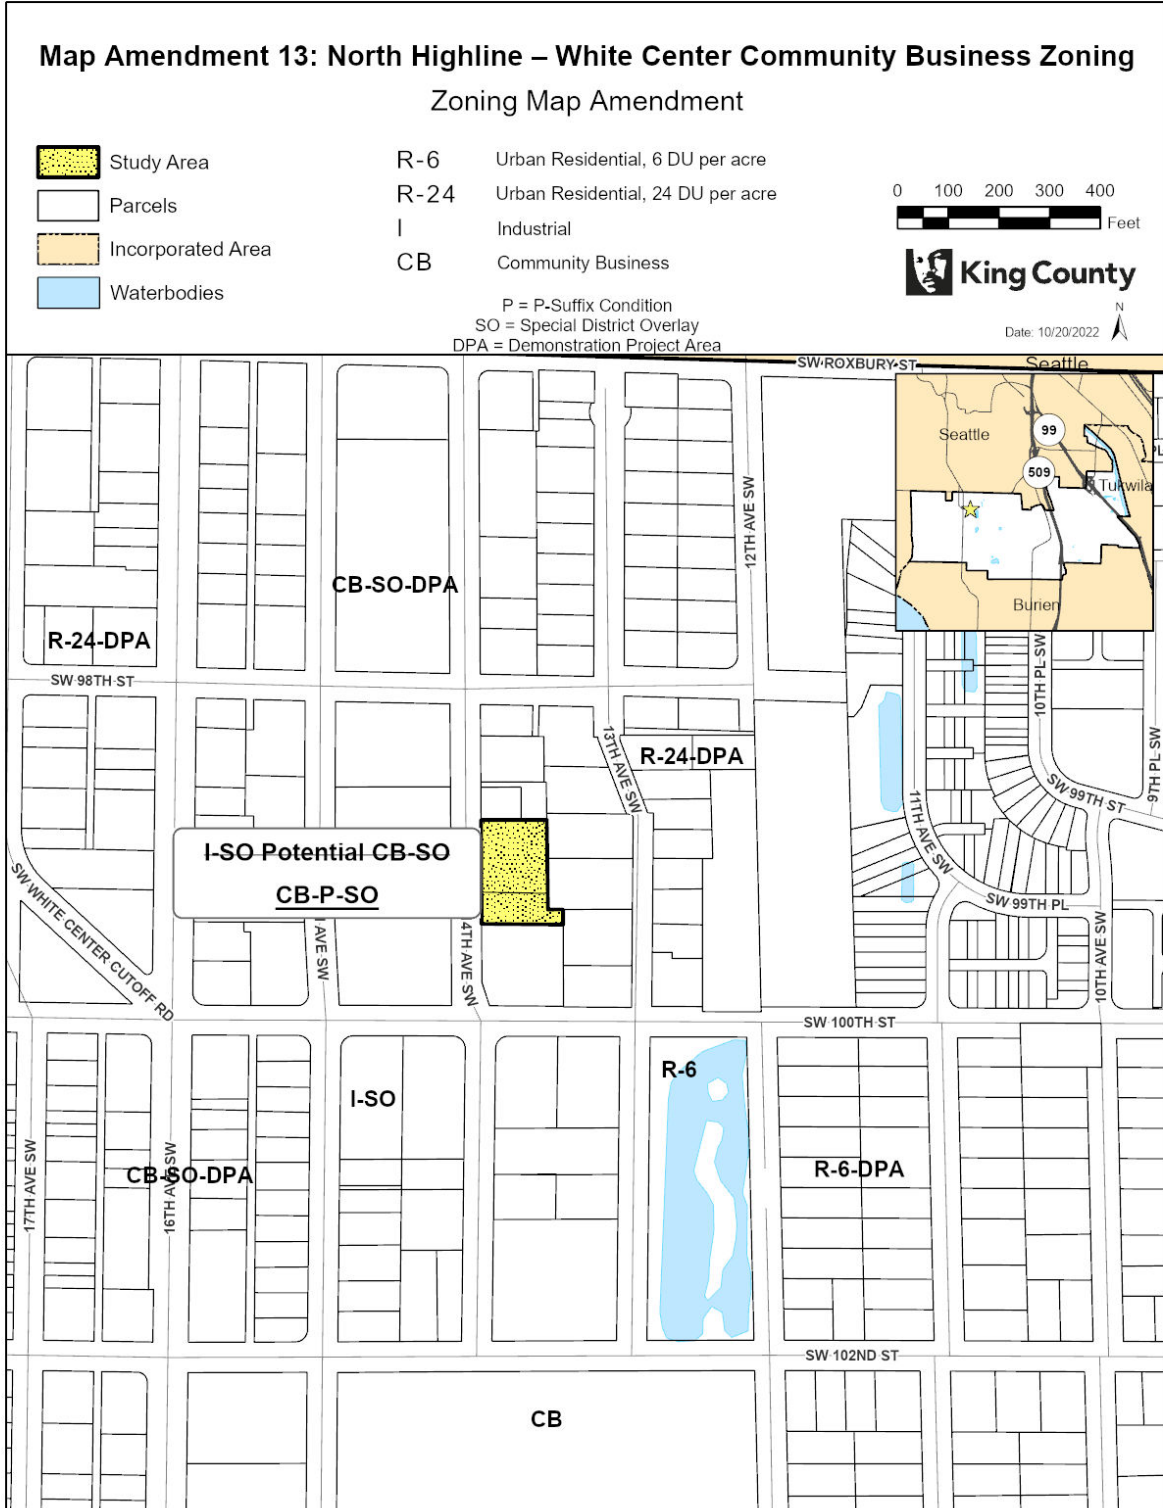 Map Amendment 13: North Highline – White Center Community Business Zoning
Zoning Map Amendment
Study Area
Parcels
Incorporated Area
Waterbodies
R-6 Urban Residential, 6 DU per acre
R-24 Urban Residential, 24 DU per acre
I Industrial
CB Community Business
P = P-Suffix Condition
SO = Special District Overlay
DPA = Demonstration Project Area
0 100 200 300 400
Feet
King County
N
Date: 10/20/2022
SW ROXBURY ST
Seattle
Seattle
99
509
Tukwila
Burien
12TH AVE SW
CB-SO-DPA
R-24-DPA
SW 98TH ST
10TH PL SW
9TH PL SW
13TH AVE SW
R-24-DPA
SW 99TH ST
11TH AVE SW
I-SO Potential CB-SO
CB-P-SO
SW WHITE CENTER CUTOFF RD
AVE SW
4TH AVE SW
SW 99TH PL
10TH AVE SW
SW 100TH ST
R-6
I-SO
17TH AVE SW
16TH AVE SW
CB-SO-DPA
R-6-DPA
SW 102ND ST
CB